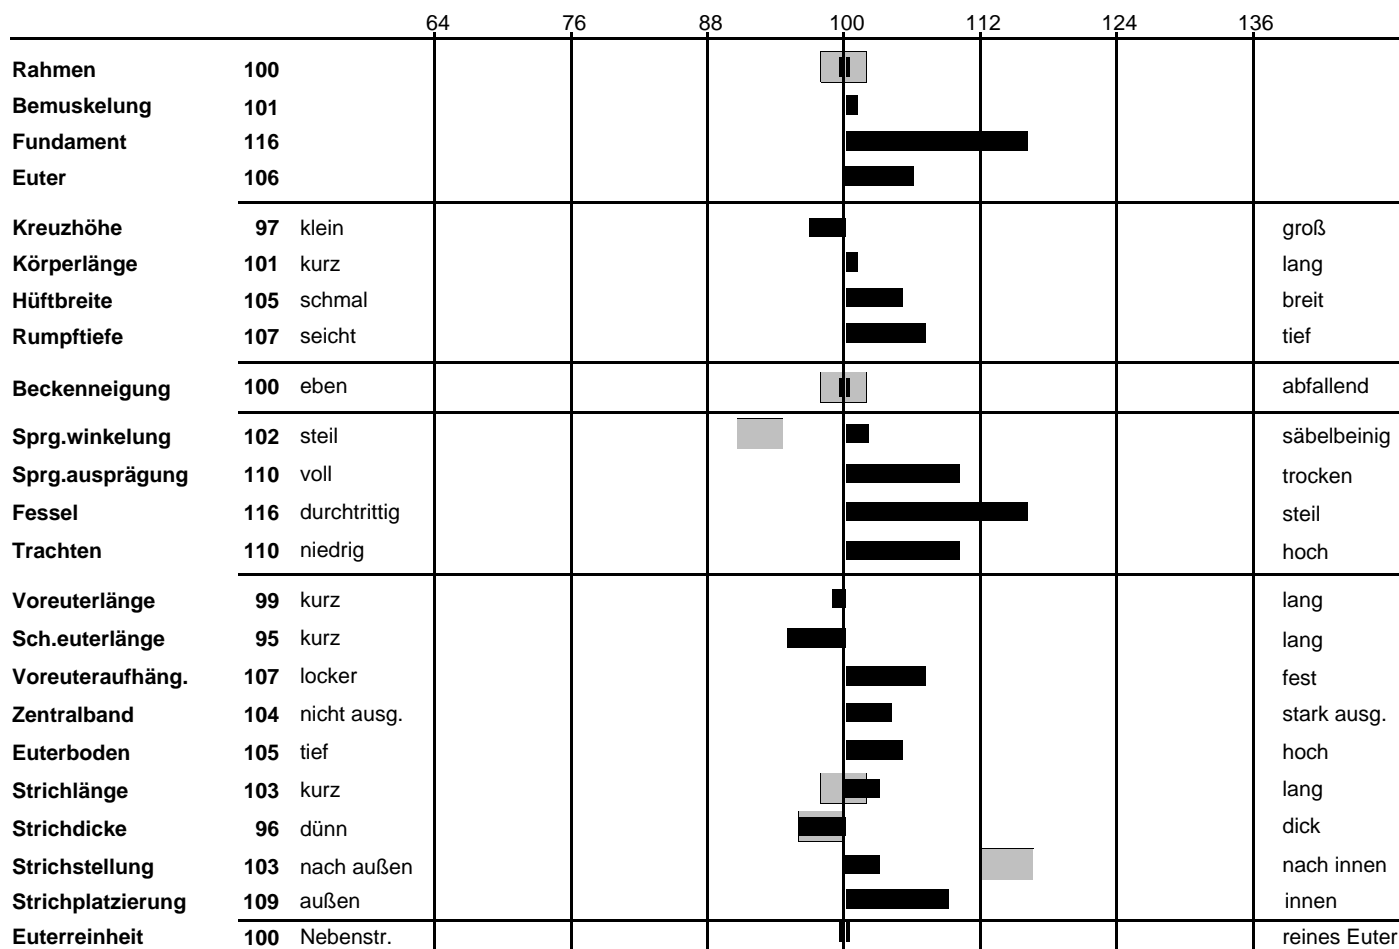 64 76 88 100 112 124 136
Rahmen 100
Bemuskelung 101
Fundament 116
Euter 106
Kreuzhöhe 97 klein groß
Körperlänge 101 kurz lang
Hüftbreite 105 schmal breit
Rumpftiefe 107 seicht tief
Beckenneigung 100 eben abfallend
Sprg.winkelung 102 steil säbelbeinig
Sprg.ausprägung 110 voll trocken
Fessel 116 durchtrittig steil
Trachten 110 niedrig hoch
Voreuterlänge 99 kurz lang
Sch.euterlänge 95 kurz lang
Voreuteraufhäng. 107 locker fest
Zentralband 104 nicht ausg. stark ausg.
Euterboden 105 tief hoch
Strichlänge 103 kurz lang
Strichdicke 96 dünn dick
Strichstellung 103 nach außen nach innen
Strichplatzierung 109 außen innen
Euterreinheit 100 Nebenstr. reines Euter